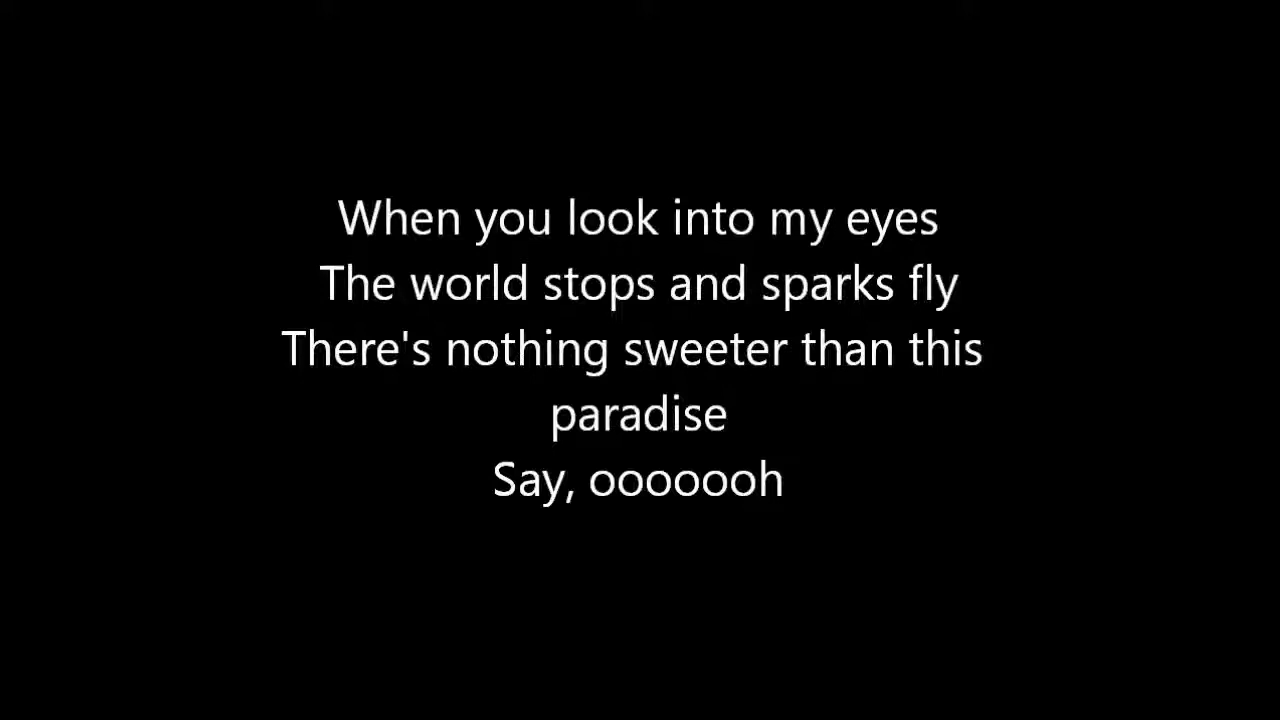 When you look into my eyes
The world stops and sparks fly
There's nothing sweeter than this
paradise
Say, ooooooh